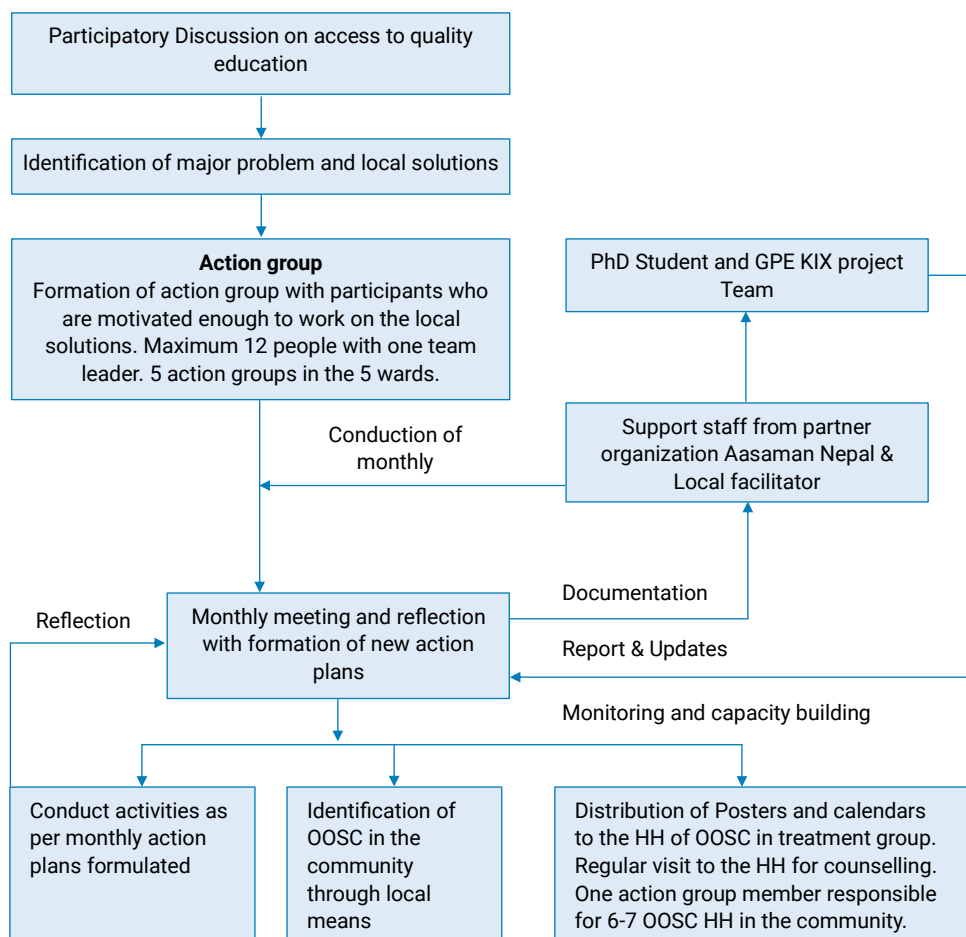 Participatory Discussion on access to quality
education
Identification of major problem and local solutions
Action group
Formation of action group with participants who
are motivated enough to work on the local
solutions. Maximum 12 people with one team
leader. 5 action groups in the 5 wards.
PhD Student and GPE KIX project
Team
Support staff from partner
organization Aasaman Nepal &
Local facilitator
Conduction of
monthly
Monthly meeting and reflection
with formation of new action
plans
Reflection
Documentation
Report & Updates
Monitoring and capacity building
Conduct activities as
per monthly action
plans formulated
Identification of
OOSC in the
community
through local
means
Distribution of Posters and calendars
to the HH of OOSC in treatment group.
Regular visit to the HH for counselling.
One action group member responsible
for 6-7 OOSC HH in the community.